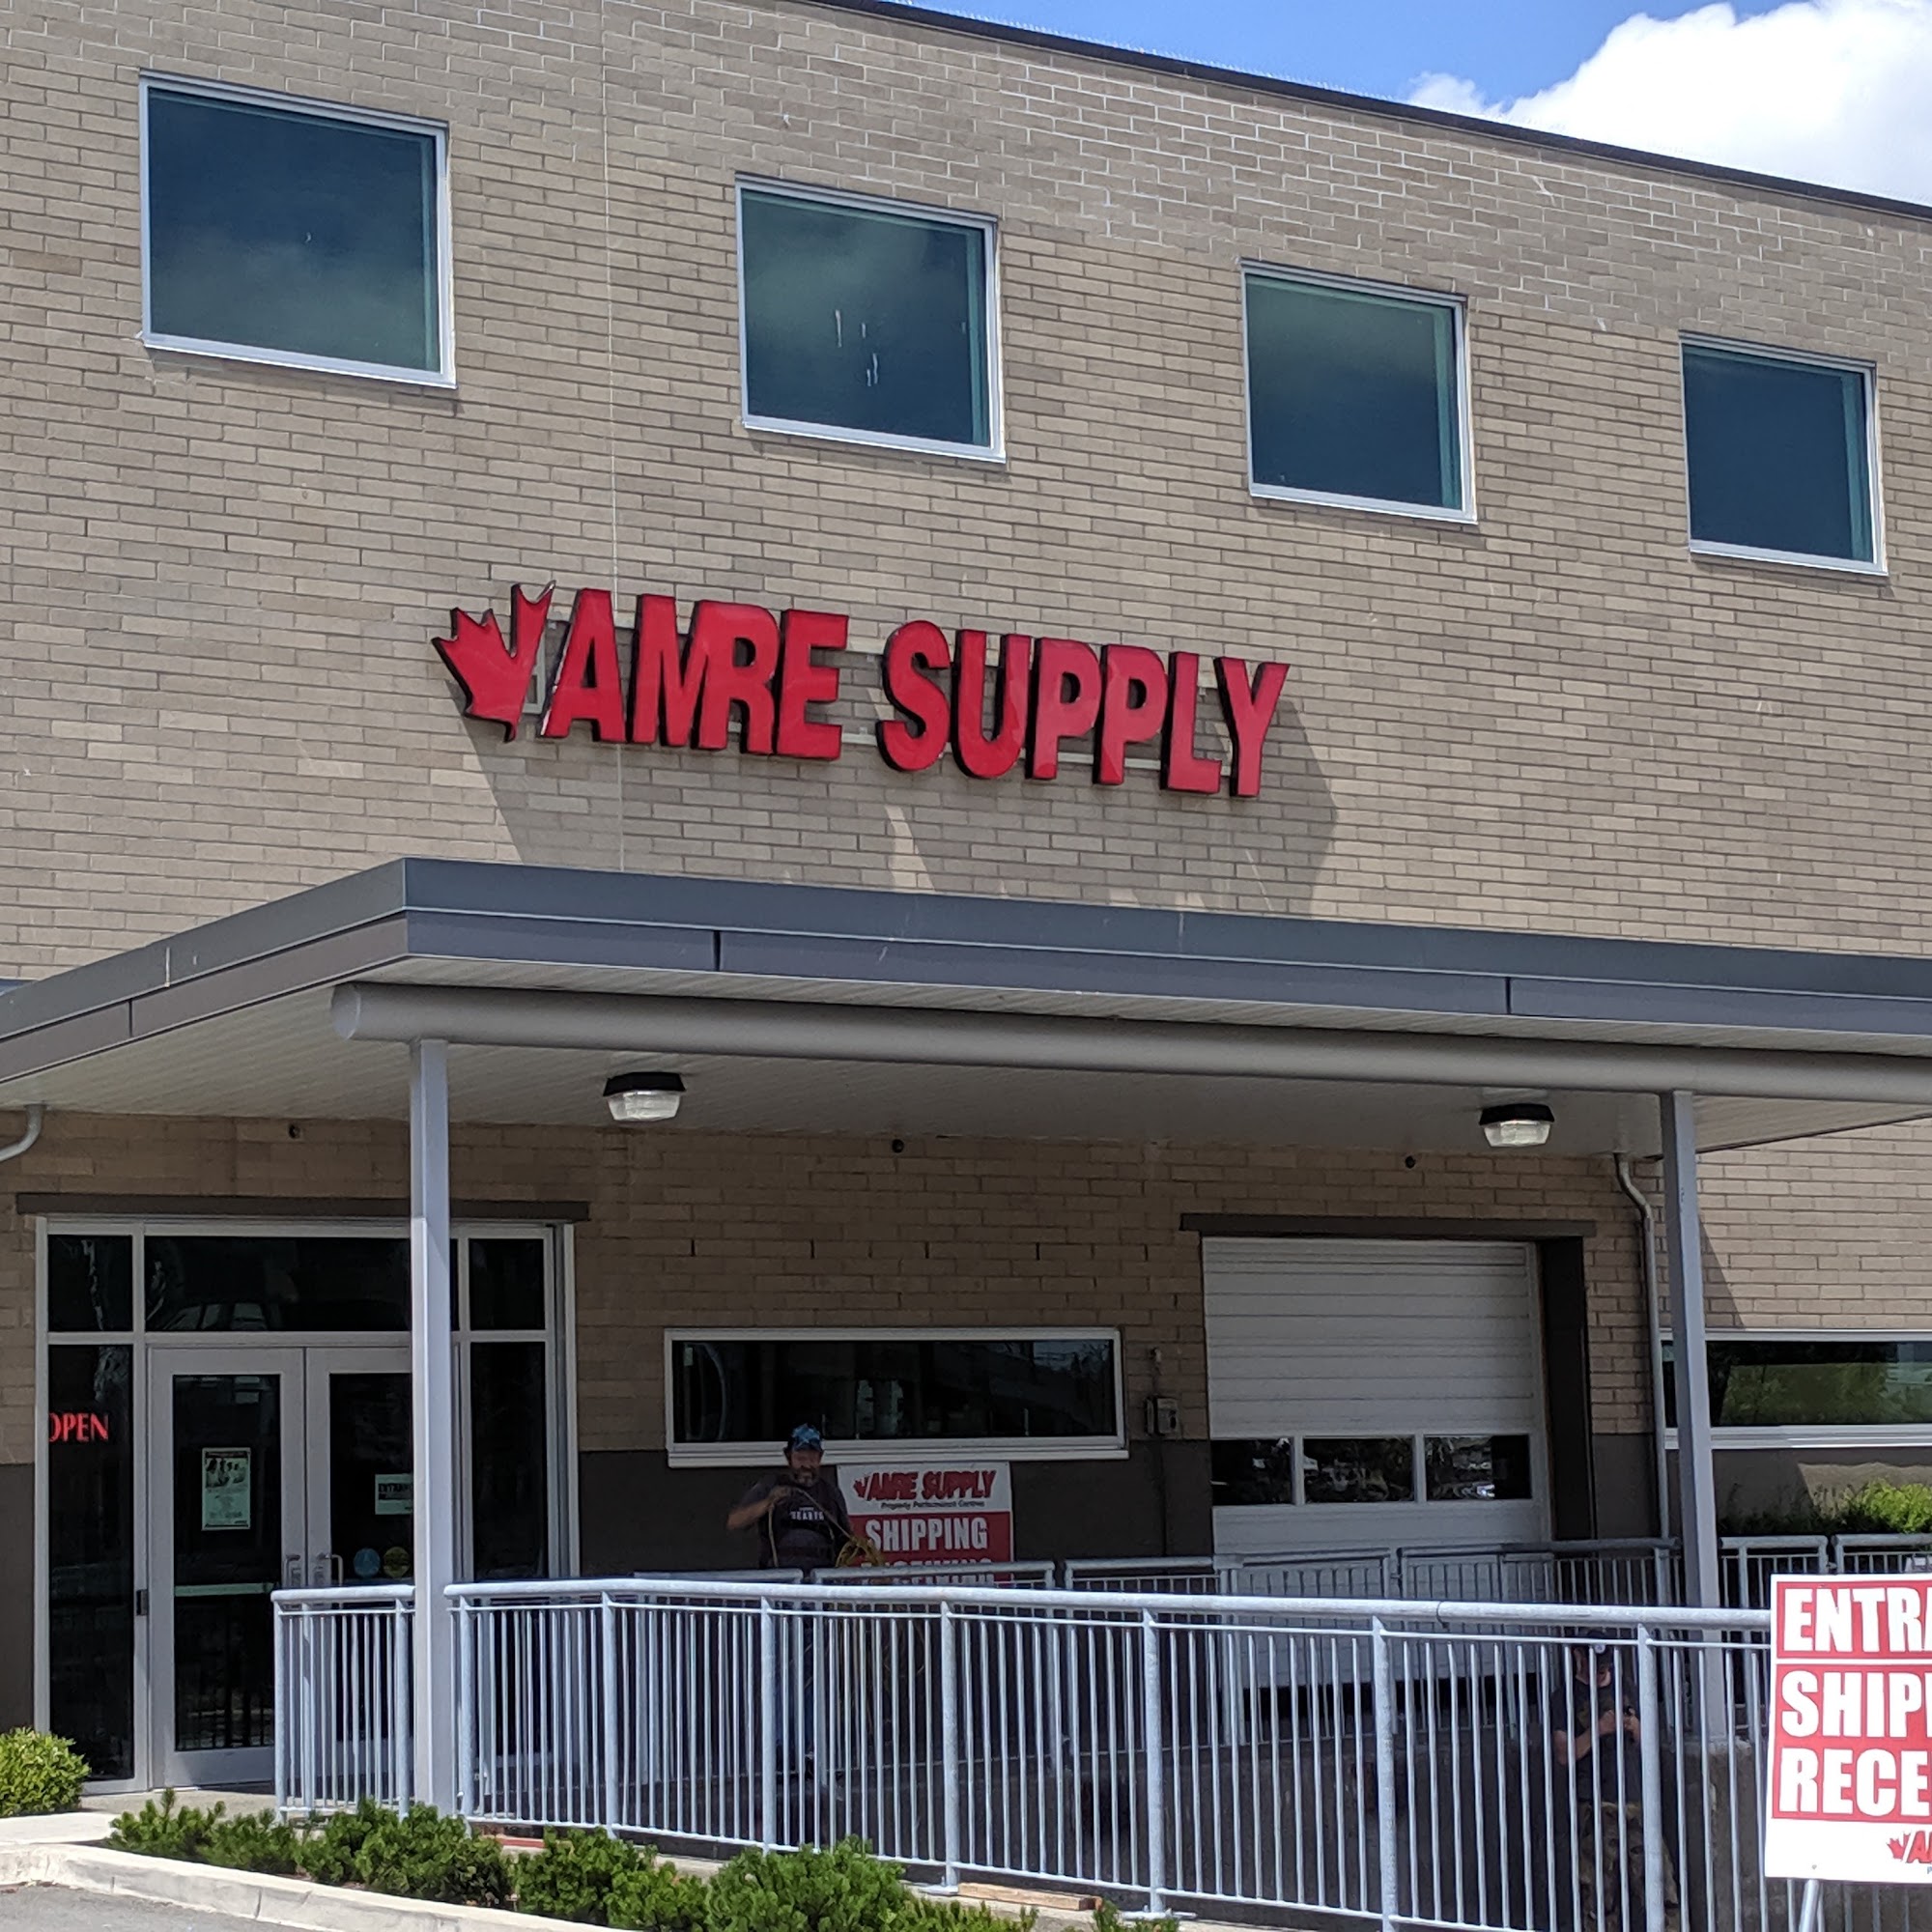 AMRE SUPPLY
OPEN
AMRE SUPPLY
SHIPPING
ENTR
SHIP
RECE